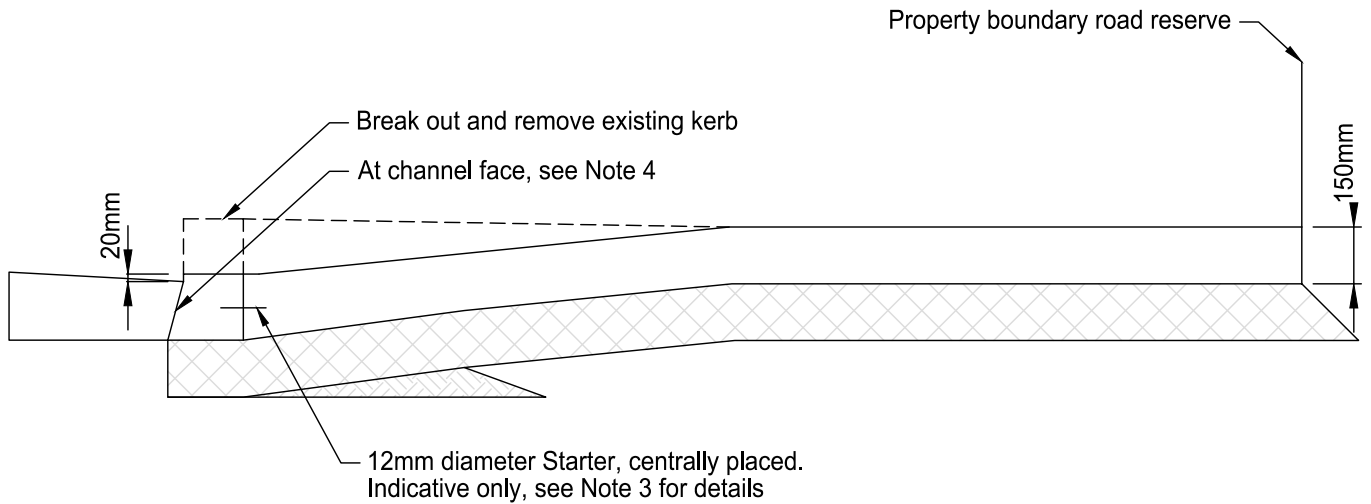 Property boundary road reserve
Break out and remove existing kerb
At channel face, see Note 4
20mm
150mm
12mm diameter Starter, centrally placed.
Indicative only, see Note 3 for details